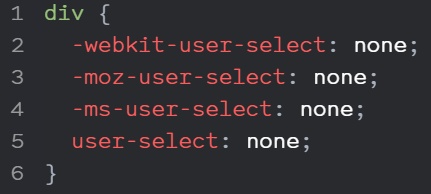 1 div {
2   -webkit-user-select: none;
3   -moz-user-select: none;
4   -ms-user-select: none;
5   user-select: none;
6 }